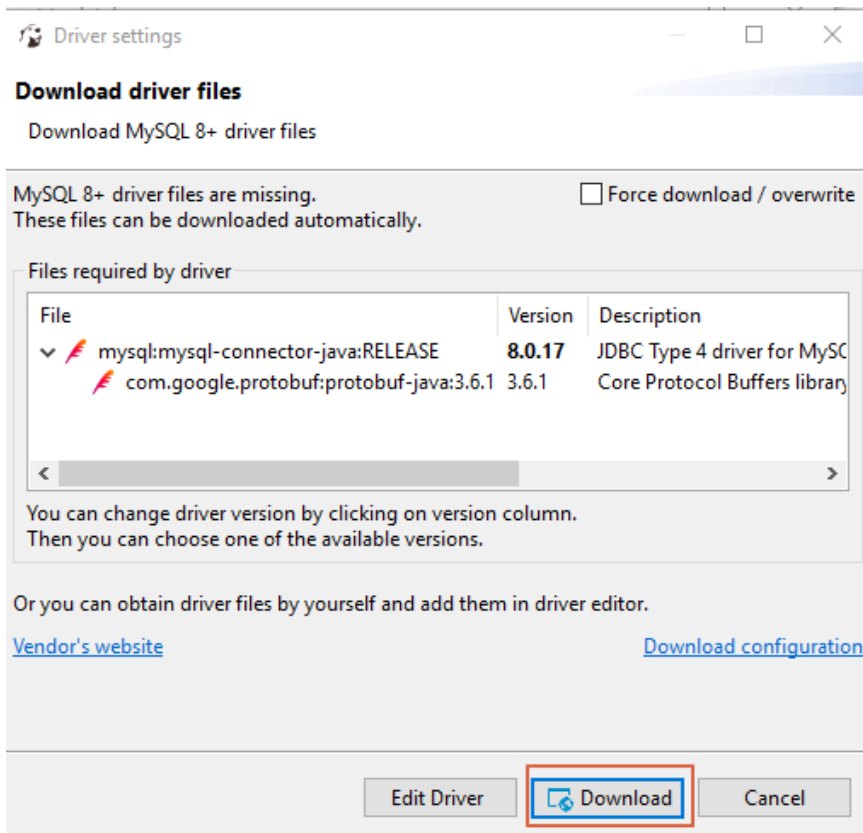 Driver settings
Download driver files
Download MySQL 8+ driver files
MySQL 8+ driver files are missing.
Force download / overwrite
These files can be downloaded automatically.
Files required by driver
File Version Description
mysql:mysql-connector-java:RELEASE 8.0.17 JDBC Type 4 driver for MySC
com.google.protobuf:protobuf-java:3.6.1 3.6.1 Core Protocol Buffers library
You can change driver version by clicking on version column.
Then you can choose one of the available versions.
Or you can obtain driver files by yourself and add them in driver editor.
Vendor's website
Download configuration
Edit Driver
Download
Cancel